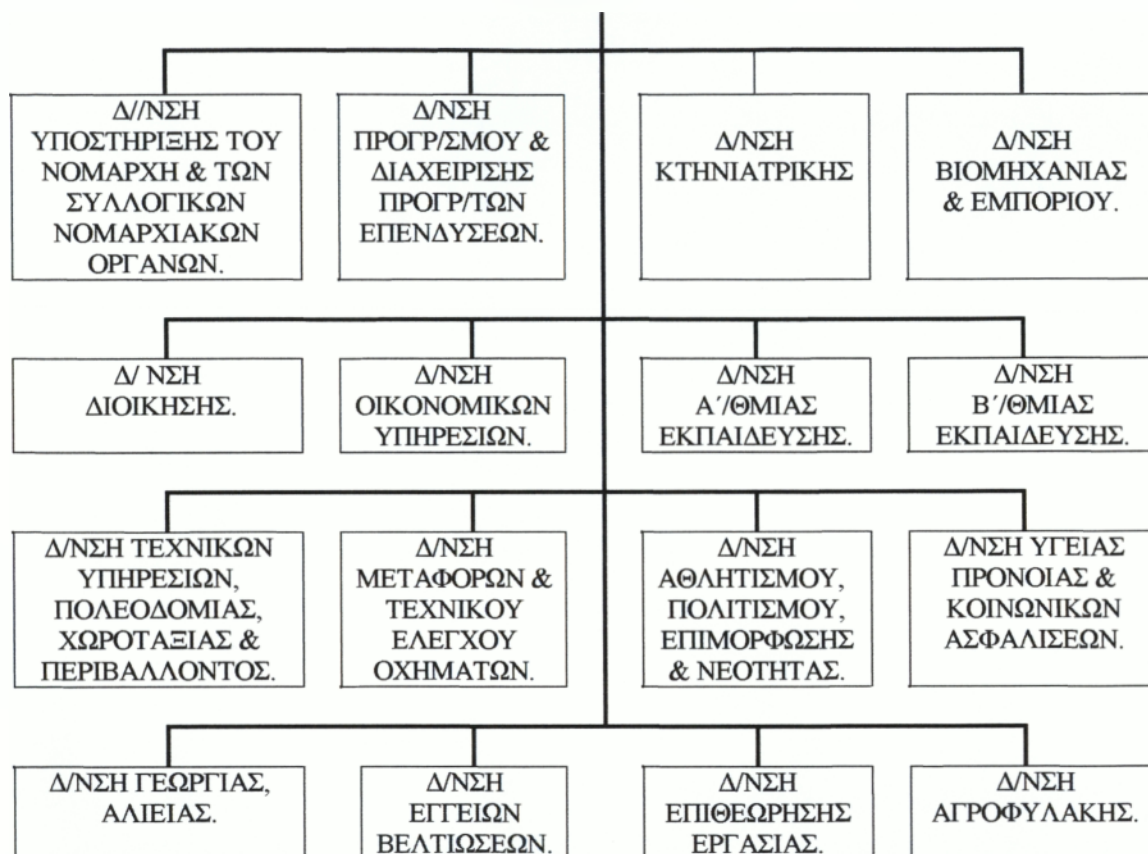 Δ//ΝΣΗ
ΥΠΟΣΤΗΡΙΞΗΣ ΤΟΥ
ΝΟΜΑΡΧΗ & ΤΩΝ
ΣΥΛΛΟΓΙΚΩΝ
ΝΟΜΑΡΧΙΑΚΩΝ
ΟΡΓΑΝΩΝ.
Δ/ΝΣΗ
ΠΡΟΓΡ/ΣΜΟΥ &
ΔΙΑΧΕΙΡΙΣΗΣ
ΠΡΟΓΡ/ΤΩΝ
ΕΠΕΝΔΥΣΕΩΝ.
Δ/ΝΣΗ
ΚΤΗΝΙΑΤΡΙΚΗΣ
Δ/ΝΣΗ
ΒΙΟΜΗΧΑΝΙΑΣ
& ΕΜΠΟΡΙΟΥ.
Δ/ ΝΣΗ
ΔΙΟΙΚΗΣΗΣ.
Δ/ΝΣΗ
ΟΙΚΟΝΟΜΙΚΩΝ
ΥΠΗΡΕΣΙΩΝ.
Δ/ΝΣΗ
Α΄/ΘΜΙΑΣ
ΕΚΠΑΙΔΕΥΣΗΣ.
Δ/ΝΣΗ
Β΄/ΘΜΙΑΣ
ΕΚΠΑΙΔΕΥΣΗΣ.
Δ/ΝΣΗ ΤΕΧΝΙΚΩΝ
ΥΠΗΡΕΣΙΩΝ,
ΠΟΛΕΟΔΟΜΙΑΣ,
ΧΩΡΟΤΑΞΙΑΣ &
ΠΕΡΙΒΑΛΛΟΝΤΟΣ.
Δ/ΝΣΗ
ΜΕΤΑΦΟΡΩΝ &
ΤΕΧΝΙΚΟΥ
ΕΛΕΓΧΟΥ
ΟΧΗΜΑΤΩΝ.
Δ/ΝΣΗ
ΑΘΛΗΤΙΣΜΟΥ,
ΠΟΛΙΤΙΣΜΟΥ,
ΕΠΙΜΟΡΦΩΣΗΣ
& ΝΕΟΤΗΤΑΣ.
Δ/ΝΣΗ ΥΓΕΙΑΣ
ΠΡΟΝΟΙΑΣ &
ΚΟΙΝΩΝΙΚΩΝ
ΑΣΦΑΛΙΣΕΩΝ.
Δ/ΝΣΗ ΓΕΩΡΓΙΑΣ,
ΑΛΙΕΙΑΣ.
Δ/ΝΣΗ
ΕΓΓΕΙΩΝ
ΒΕΛΤΙΩΣΕΩΝ.
Δ/ΝΣΗ
ΕΠΙΘΕΩΡΗΣΗΣ
ΕΡΓΑΣΙΑΣ.
Δ/ΝΣΗ
ΑΓΡΟΦΥΛΑΚΗΣ.